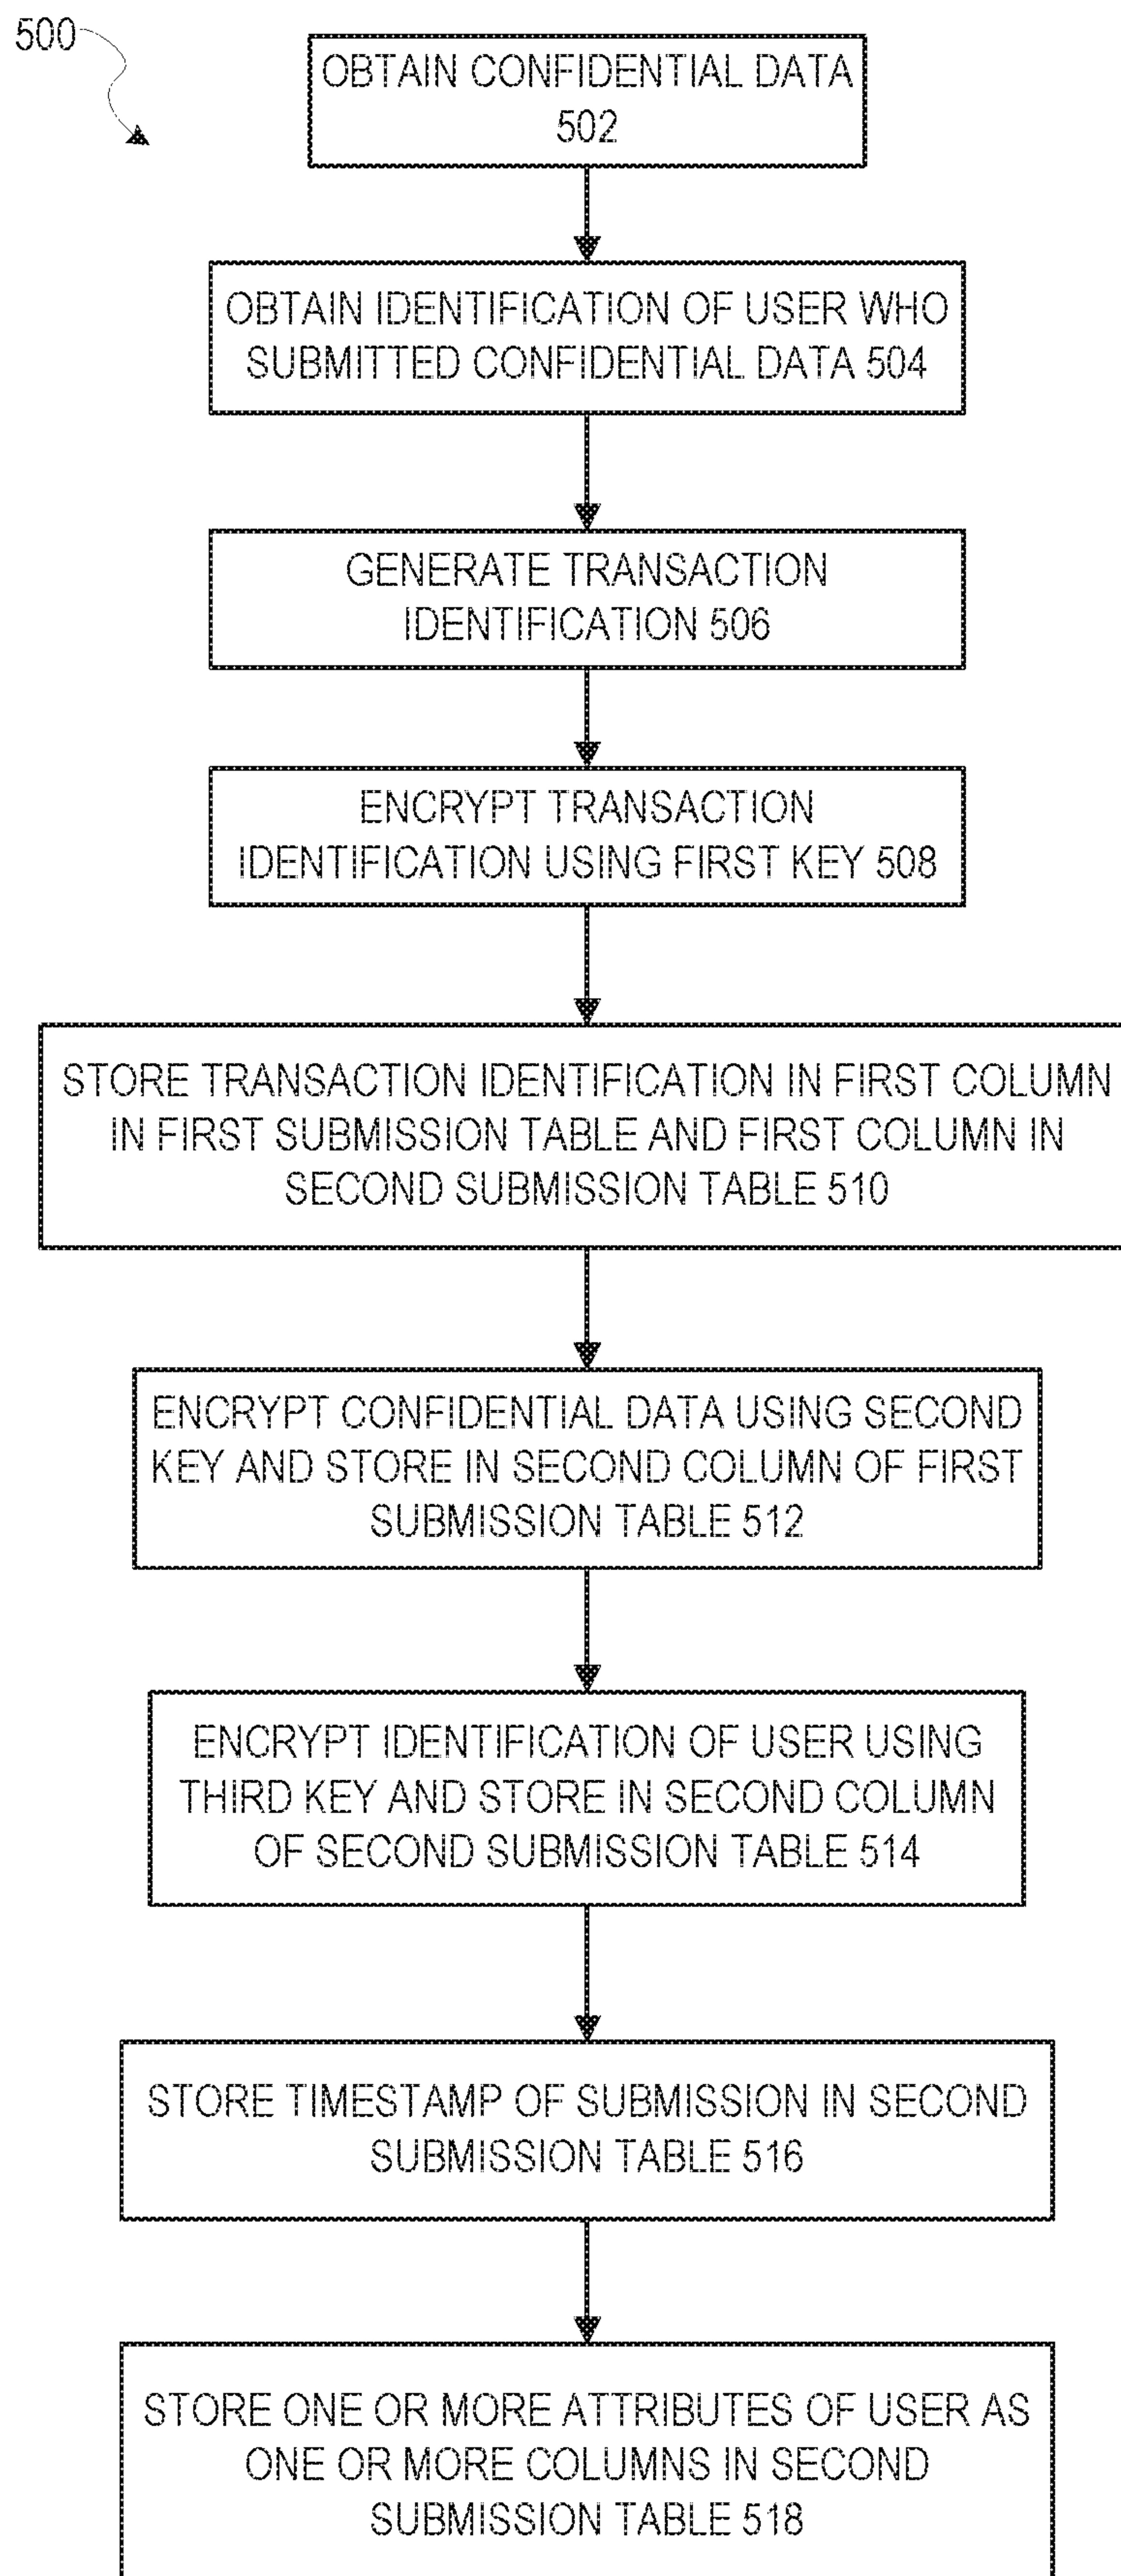 500
OBTAIN CONFIDENTIAL DATA
502
OBTAIN IDENTIFICATION OF USER WHO
SUBMITTED CONFIDENTIAL DATA 504
GENERATE TRANSACTION
IDENTIFICATION 506
ENCRYPT TRANSACTION
IDENTIFICATION USING FIRST KEY 508
STORE TRANSACTION IDENTIFICATION IN FIRST COLUMN
IN FIRST SUBMISSION TABLE AND FIRST COLUMN IN
SECOND SUBMISSION TABLE 510
ENCRYPT CONFIDENTIAL DATA USING SECOND
KEY AND STORE IN SECOND COLUMN OF FIRST
SUBMISSION TABLE 512
ENCRYPT IDENTIFICATION OF USER USING
THIRD KEY AND STORE IN SECOND COLUMN
OF SECOND SUBMISSION TABLE 514
STORE TIMESTAMP OF SUBMISSION IN SECOND
SUBMISSION TABLE 516
STORE ONE OR MORE ATTRIBUTES OF USER AS
ONE OR MORE COLUMNS IN SECOND
SUBMISSION TABLE 518